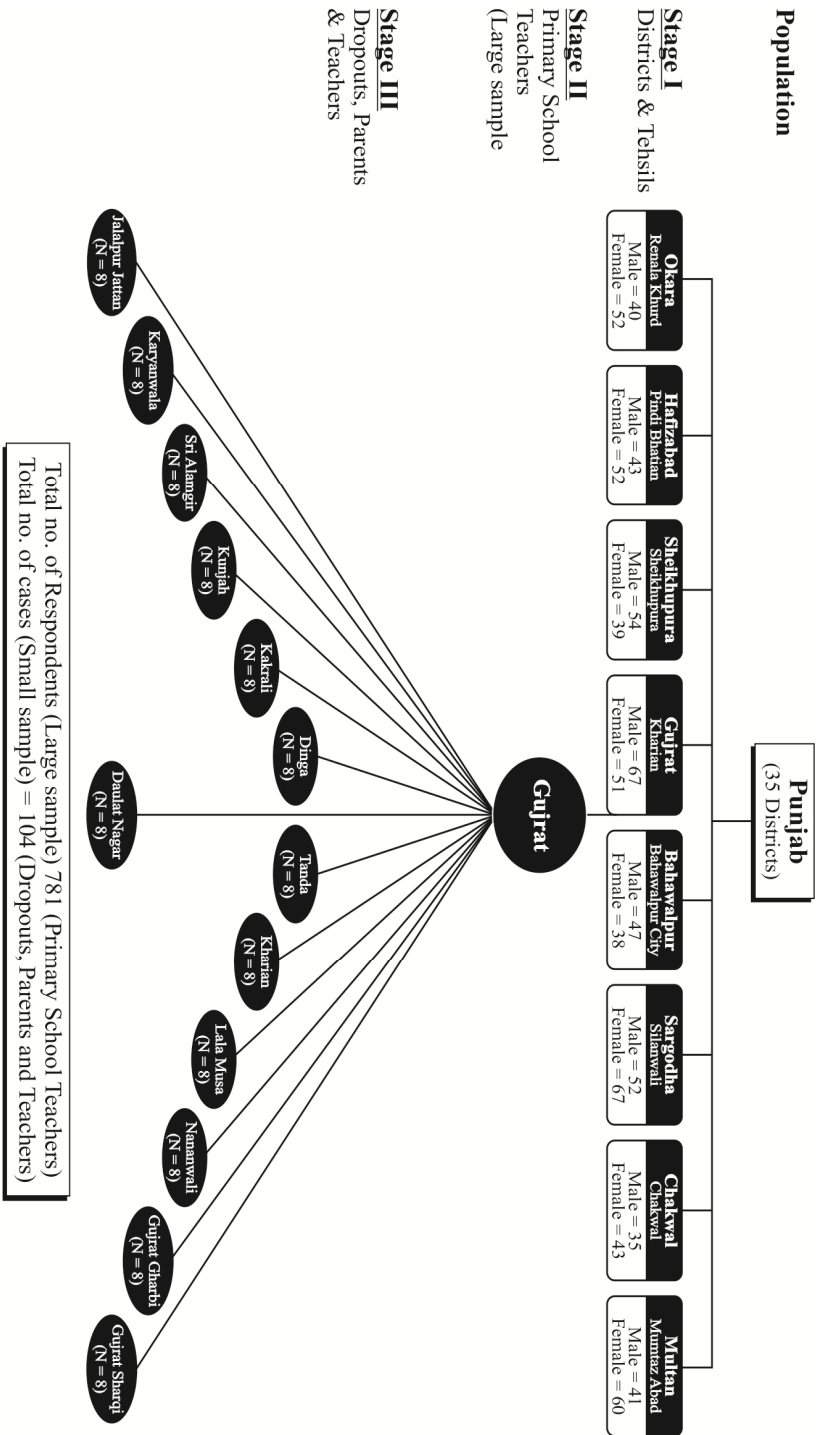 Population
Punjab
(35 Districts)
Stage I
Districts & Tehsils
Okara
Renala Khurd
Male = 40
Female = 52
Hafizabad
Pindi Bhatian
Male = 43
Female = 52
Sheikhupura
Sheikhupura
Male = 54
Female = 39
Gujrat
Kharian
Male = 67
Female = 51
Bahawalpur
Bahawalpur City
Male = 47
Female = 38
Sargodha
Silanwali
Male = 52
Female = 67
Chakwal
Chakwal
Male = 35
Female = 43
Multan
Mumtaz Abad
Male = 41
Female = 60
Stage II
Primary School
Teachers
(Large sample
Gujrat
Stage III
Dropouts, Parents
& Teachers
Jalalpur Jattan
(N = 8)
Karyanwala
(N = 8)
Sri Alamgir
(N = 8)
Kunjah
(N = 8)
Kakrali
(N = 8)
Dinga
(N = 8)
Daulat Nagar
(N = 8)
Tanda
(N = 8)
Kharian
(N = 8)
Lala Musa
(N = 8)
Nananwali
(N = 8)
Gujrat Gharbi
(N = 8)
Gujrat Sharqi
(N = 8)
Total no. of Respondents (Large sample) 781 (Primary School Teachers)
Total no. of cases (Small sample) = 104 (Dropouts, Parents and Teachers)